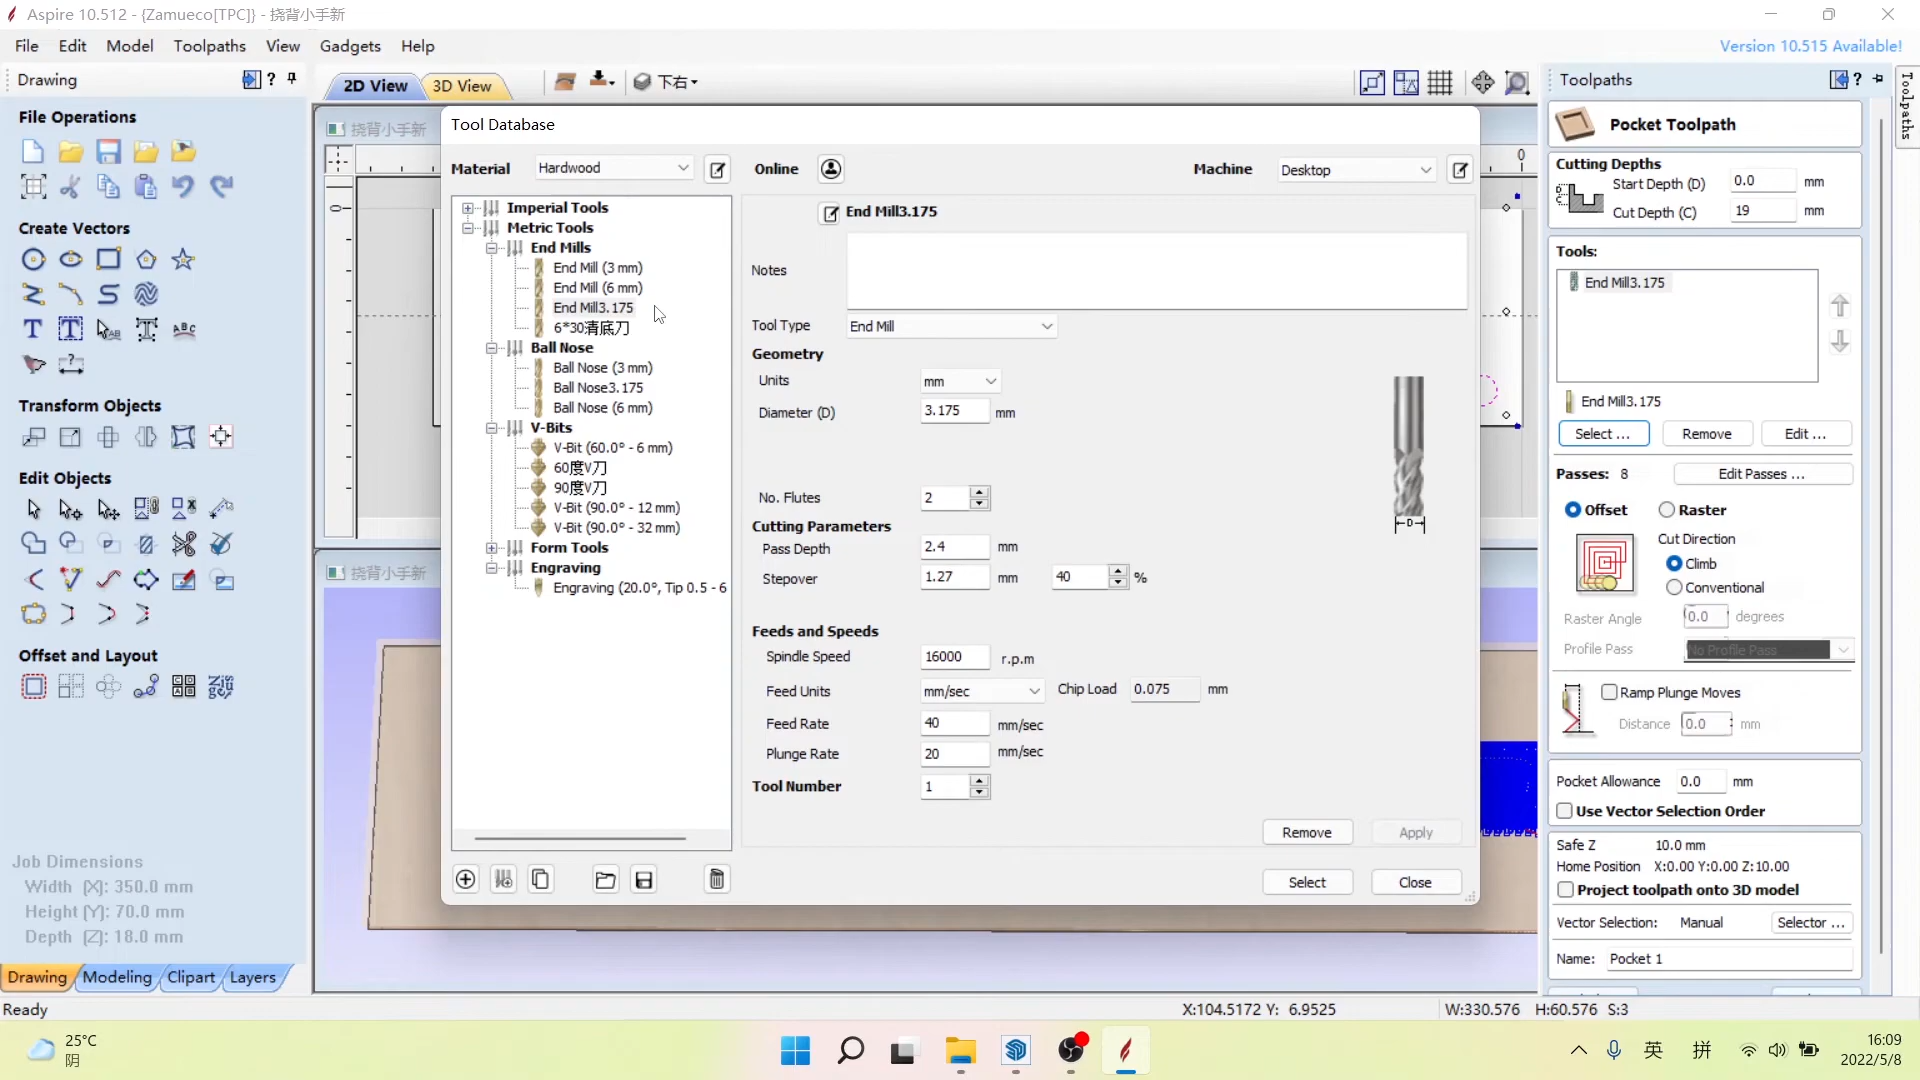 Aspire 10.512 - {Zamueco[TPC]} - 挠背小手新
File Edit Model Toolpaths View Gadgets Help
Version 10.515 Available!
Drawing
?
2D View
3D View
下右
Toolpaths
?
Toolpaths
File Operations
Create Vectors
Transform Objects
Edit Objects
Offset and Layout
Job Dimensions
Width [X]: 350.0 mm
Height [Y]: 70.0 mm
Depth [Z]: 18.0 mm
Drawing Modeling Clipart Layers
挠背小手新
挠背小手新
0
Tool Database
Material Hardwood
Online
Machine Desktop
Imperial Tools
Metric Tools
End Mills
End Mill (3 mm)
End Mill (6 mm)
End Mill3.175
6*30清底刀
Ball Nose
Ball Nose (3 mm)
Ball Nose3.175
Ball Nose (6 mm)
V-Bits
V-Bit (60.0° - 6 mm)
60度V刀
90度V刀
V-Bit (90.0° - 12 mm)
V-Bit (90.0° - 32 mm)
Form Tools
Engraving
Engraving (20.0°, Tip 0.5 - 6
End Mill3.175
Notes
Tool Type End Mill
Geometry
Units mm
Diameter (D) 3.175 mm
No. Flutes 2
D
Cutting Parameters
Pass Depth 2.4 mm
Stepover 1.27 mm 40 %
Feeds and Speeds
Spindle Speed 16000 r.p.m
Feed Units mm/sec Chip Load 0.075 mm
Feed Rate 40 mm/sec
Plunge Rate 20 mm/sec
Tool Number 1
Remove Apply
Select Close
Pocket Toolpath
Cutting Depths
Start Depth (D) 0.0 mm
Cut Depth (C) 19 mm
Tools:
End Mill3.175
End Mill3.175
Select ... Remove Edit ...
Passes: 8 Edit Passes ...
Offset Raster
Cut Direction
Climb
Conventional
Raster Angle 0.0 degrees
Profile Pass No Profile Pass
Ramp Plunge Moves
Distance 0.0 mm
Pocket Allowance 0.0 mm
Use Vector Selection Order
Safe Z 10.0 mm
Home Position X:0.00 Y:0.00 Z:10.00
Project toolpath onto 3D model
Vector Selection: Manual Selector ...
Name: Pocket 1
Ready
X:104.5172 Y: 6.9525
W:330.576 H:60.576 S:3
25°C
阴
英
拼
16:09
2022/5/8